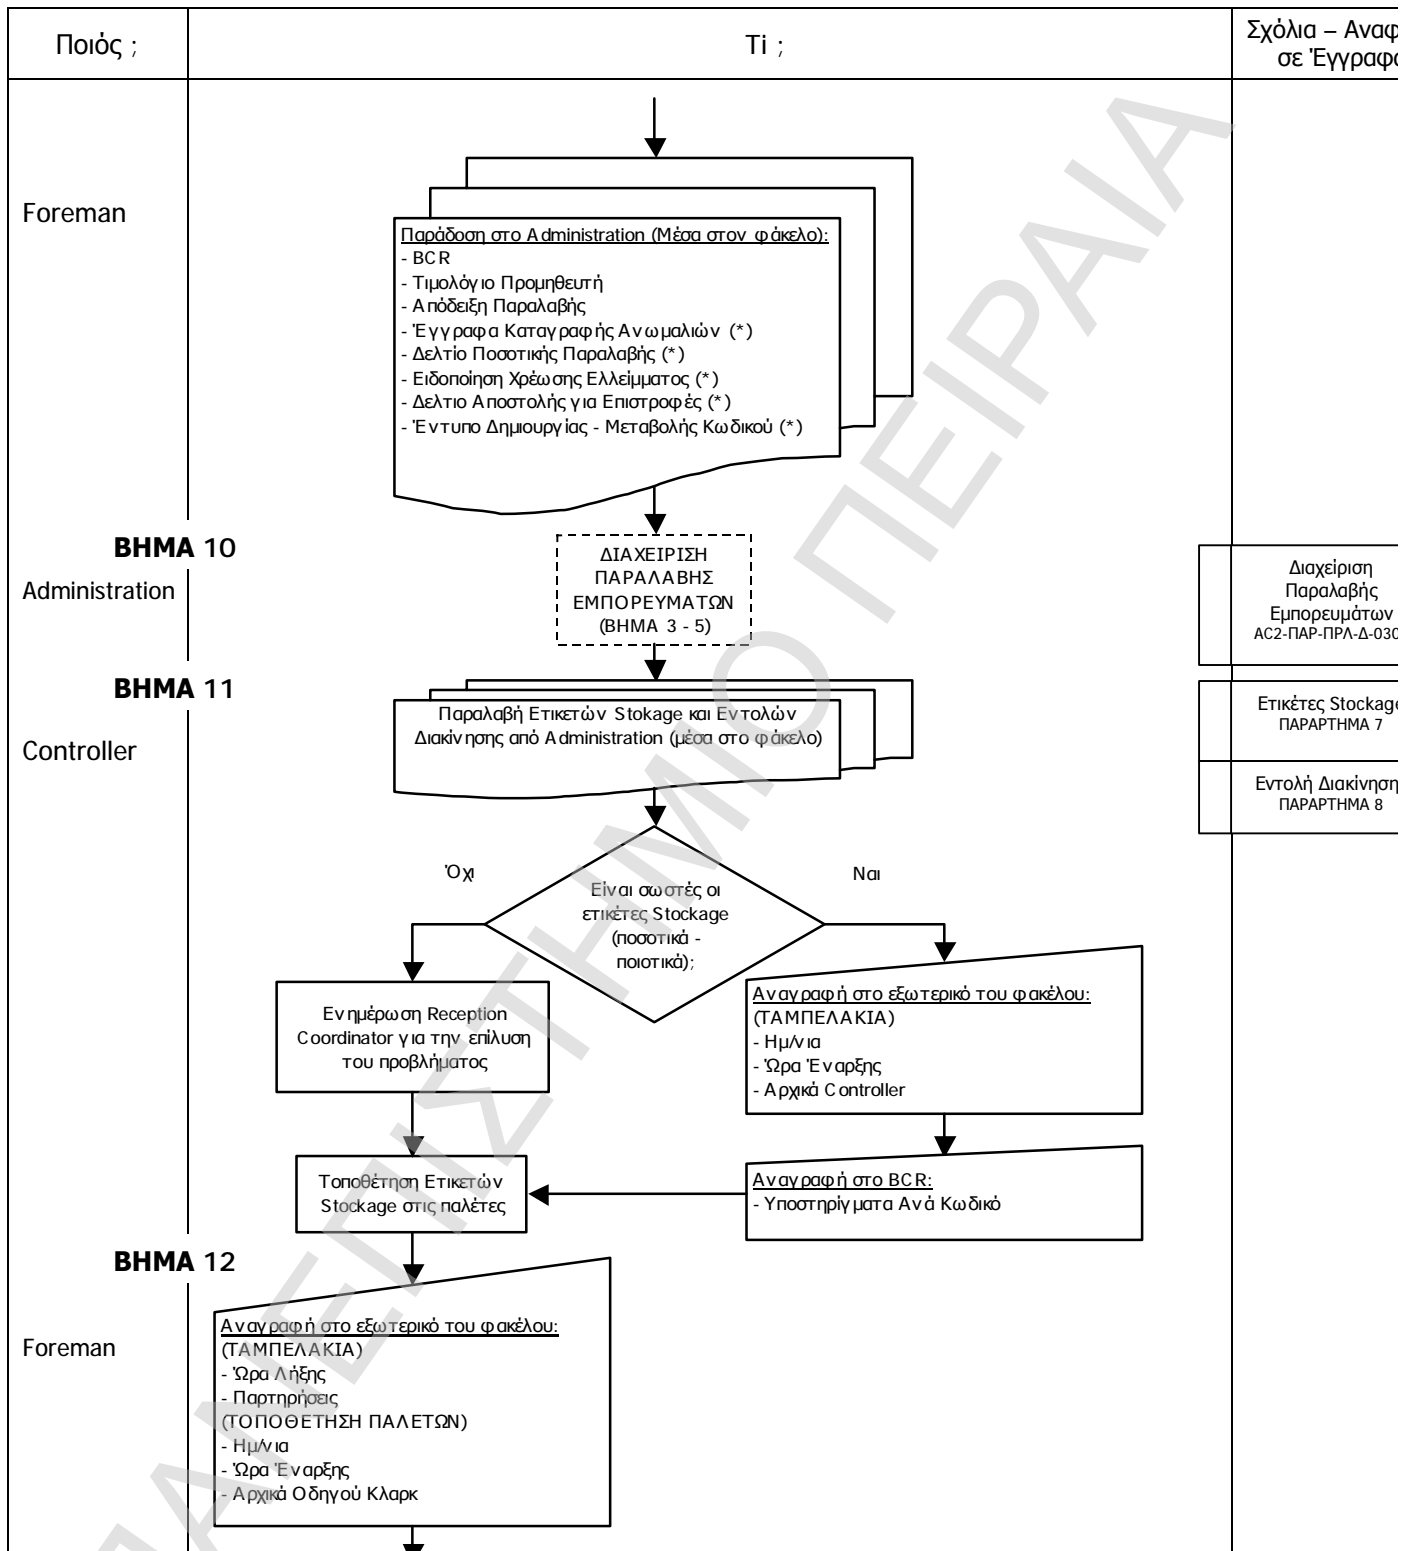 Ποιός ;
Τi ;
Σχόλια – Αναφ
σε Έγγραφα
Foreman
Παράδοση στο Administration (Μέσα στον φάκελο):
- BCR
- Τιμολόγιο Προμηθευτή
- Απόδειξη Παραλαβής
- Έγγραφα Καταγραφής Ανωμαλιών (*)
- Δελτίο Ποσοτικής Παραλαβής (*)
- Ειδοποίηση Χρέωσης Ελλείμματος (*)
- Δελτιο Αποστολής για Επιστροφές (*)
- Έντυπο Δημιουργίας - Μεταβολής Κωδικού (*)
ΒΗΜΑ 10
Administration
ΔΙΑΧΕΙΡΙΣΗ
ΠΑΡΑΛΑΒΗΣ
ΕΜΠΟΡΕΥΜΑΤΩΝ
(ΒΗΜΑ 3 - 5)
Διαχείριση
Παραλαβής
Εμπορευμάτων
AC2-ΠΑΡ-ΠΡΛ-Δ-030
ΒΗΜΑ 11
Controller
Παραλαβή Ετικετών Stokage και Εντολών
Διακίνησης από Administration (μέσα στο φάκελο)
Ετικέτες Stockage
ΠΑΡΑΡΤΗΜΑ 7
Εντολή Διακίνηση
ΠΑΡΑΡΤΗΜΑ 8
Όχι
Ναι
Είναι σωστές οι
ετικέτες Stockage
(ποσοτικά -
ποιοτικά);
Ενημέρωση Reception
Coordinator για την επίλυση
του προβλήματος
Αναγραφή στο εξωτερικό του φακέλου:
(ΤΑΜΠΕΛΑΚΙΑ)
- Ημ/νια
- Ώρα Έναρξης
- Αρχικά Controller
Τοποθέτηση Ετικετών
Stockage στις παλέτες
Αναγραφή στο BCR:
- Υποστηρίγματα Ανά Κωδικό
ΒΗΜΑ 12
Foreman
Αναγραφή στο εξωτερικό του φακέλου:
(ΤΑΜΠΕΛΑΚΙΑ)
- Ώρα Λήξης
- Παρτηρήσεις
(ΤΟΠΟΘΕΤΗΣΗ ΠΑΛΕΤΩΝ)
- Ημ/νια
- Ώρα Έναρξης
- Αρχικά Οδηγού Κλαρκ
ΠΑΝΕΠΙΣΤΗΜΙΟ ΠΕΙΡΑΙΑ